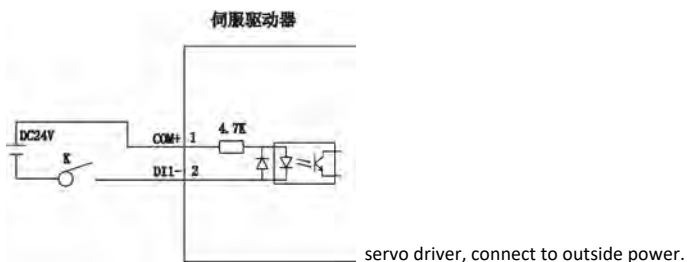 伺服驱动器
DC24V
K
COM+ 1 4.7K
DI1- 2
servo driver, connect to outside power.